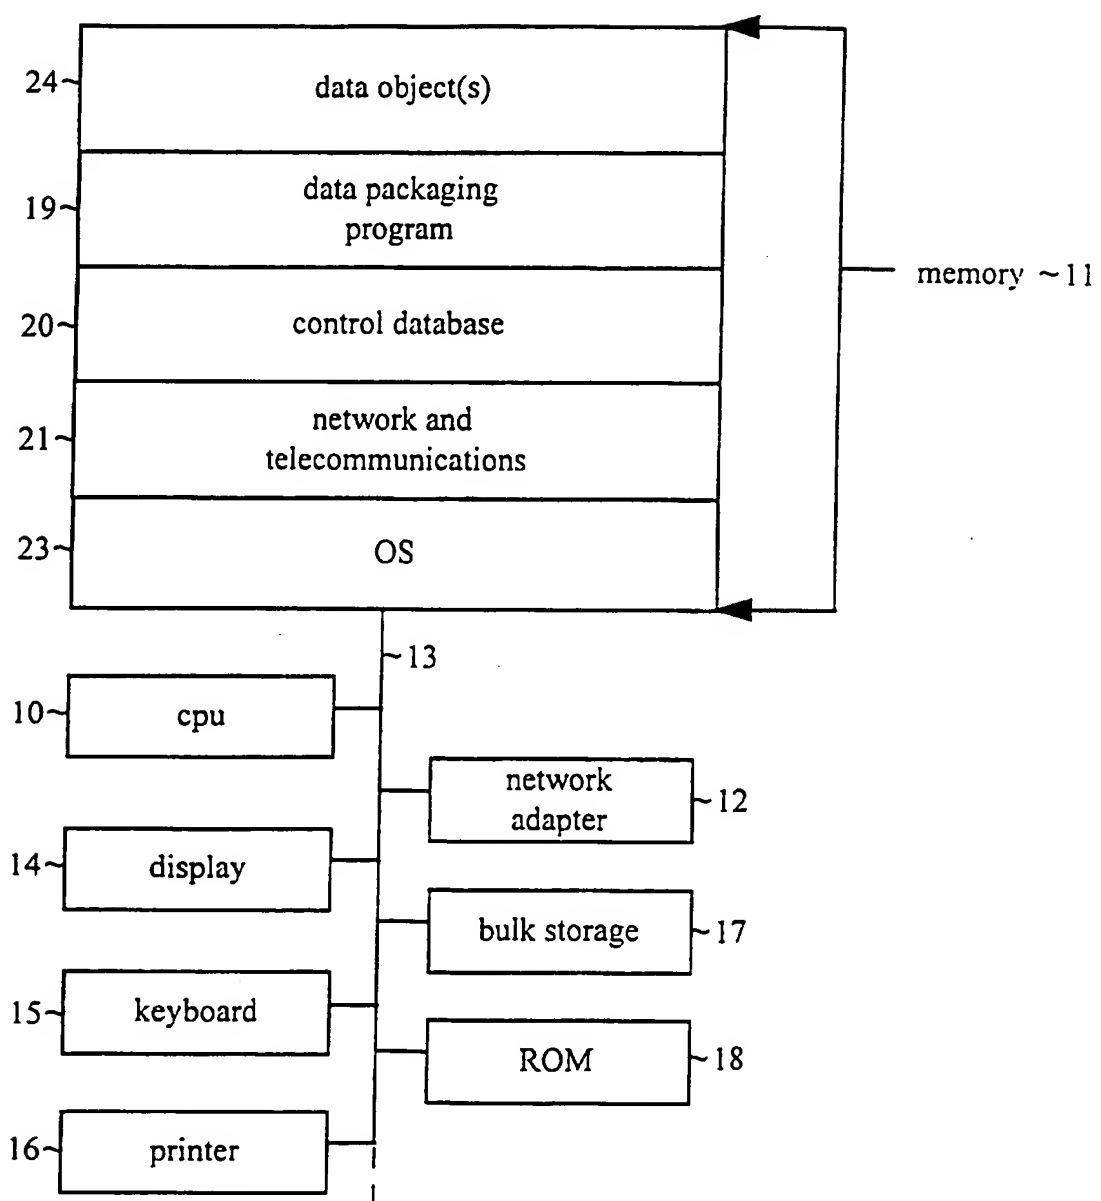 24~ data object(s)
19~ data packaging
program
memory ~11
20~ control database
21~ network and
telecommunications
23~ OS
~13
10~ cpu
network
adapter ~12
14~ display
bulk storage ~17
15~ keyboard
ROM ~18
16~ printer